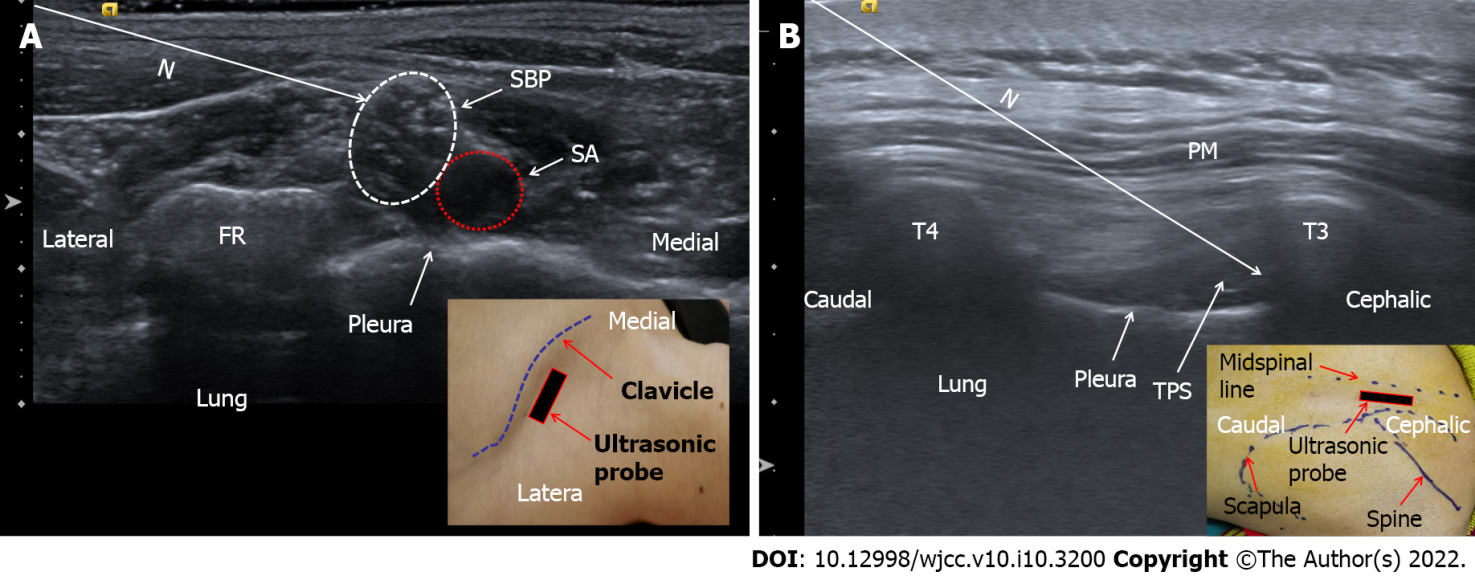 A
N
SBP
SA
Lateral
FR
Medial
Pleura
Lung
Medial
Clavicle
Ultrasonic
probe
Latera
B
N
PM
T4
T3
Caudal
Cephalic
Pleura
TPS
Lung
Midspinal
line
Caudal
Cephalic
Ultrasonic
probe
Scapula
Spine
DOI: 10.12998/wjcc.v10.i10.3200 Copyright ©The Author(s) 2022.